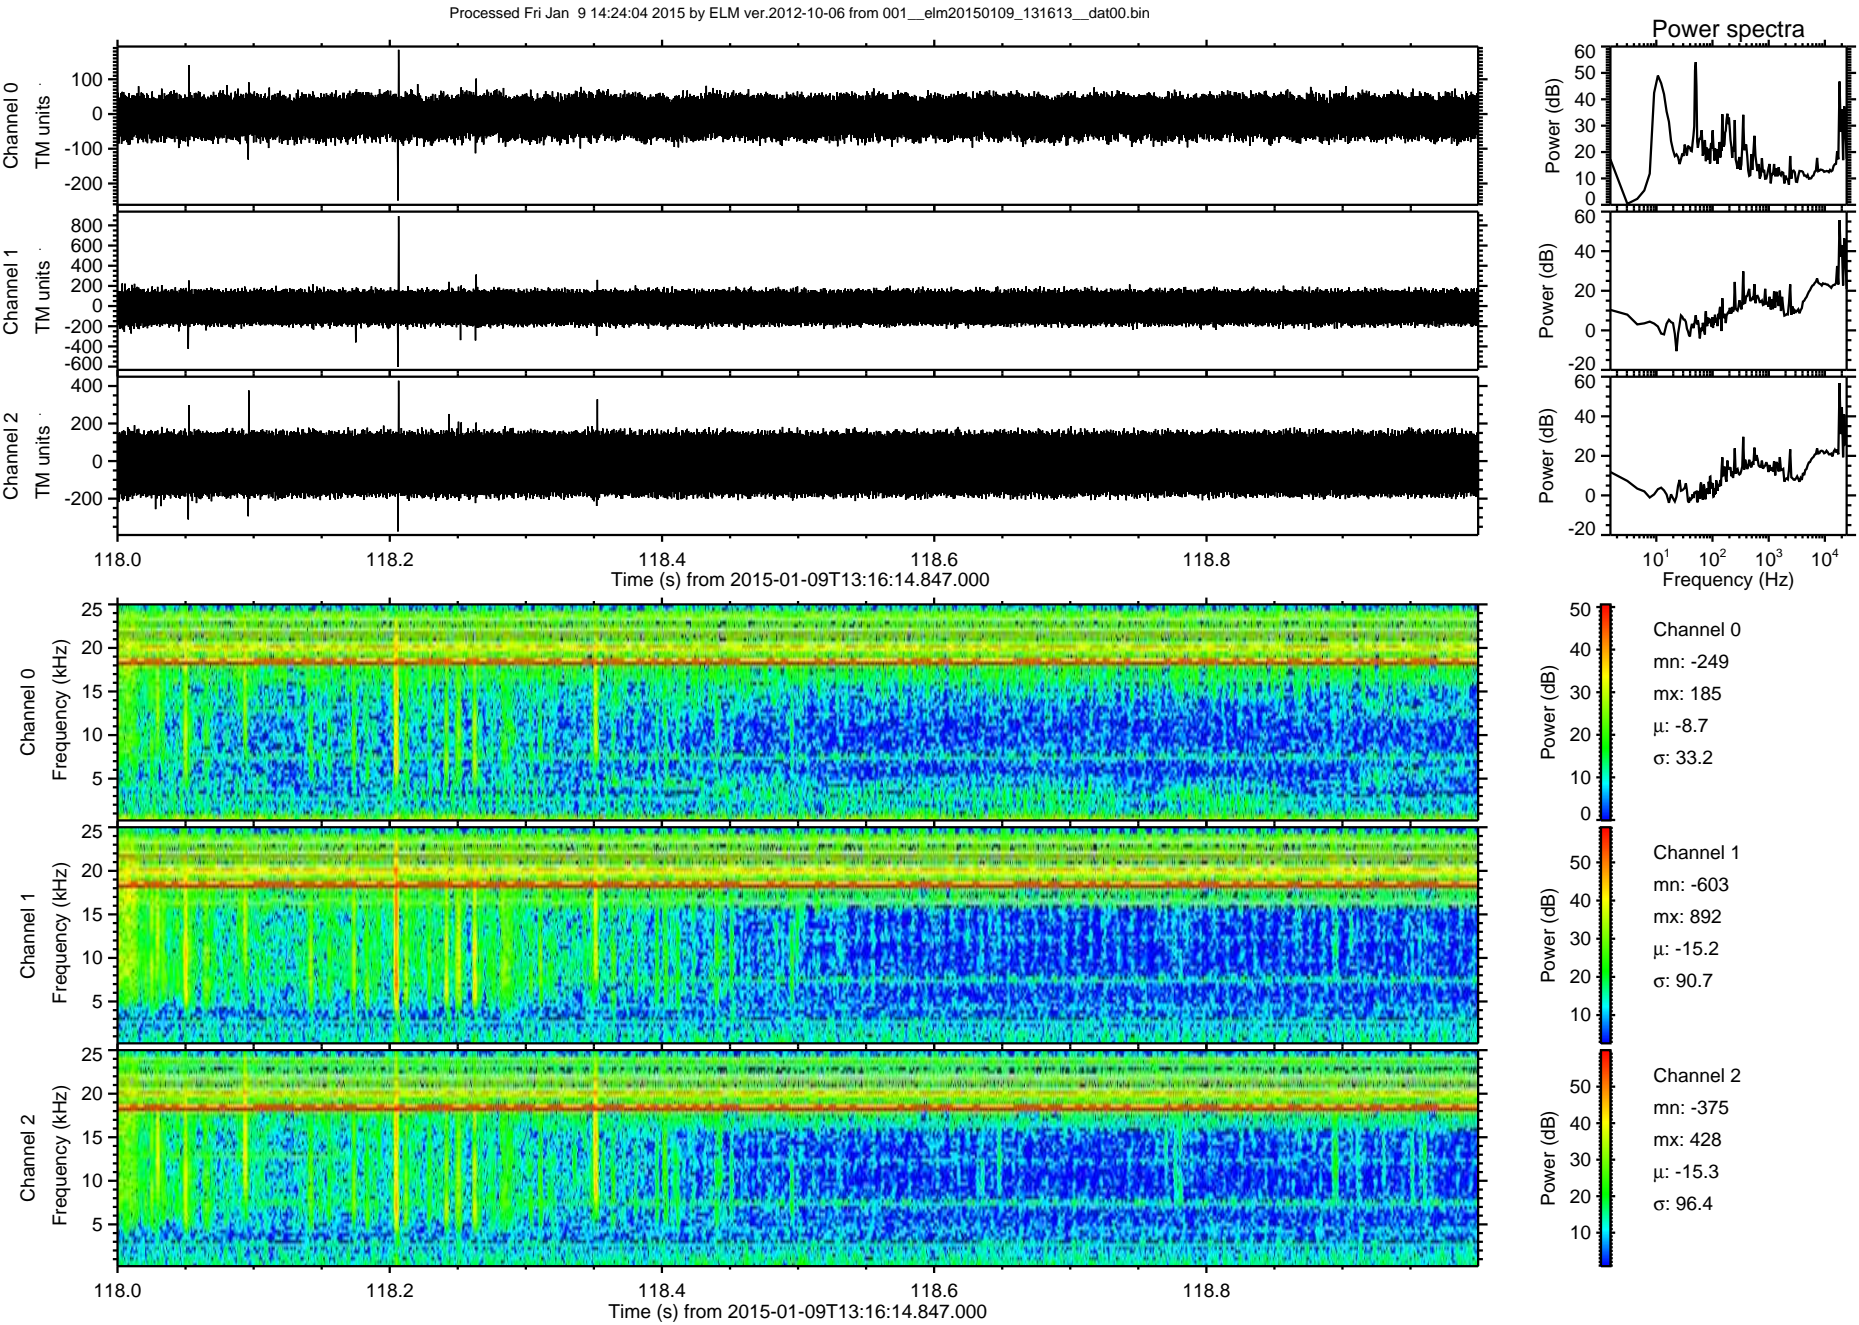 Processed Fri Jan  9 14:24:04 2015 by ELM ver.2012-10-06 from 001__elm20150109_131613__dat00.bin
Power spectra
Channel 0
TM units
100
0
-100
-200
Power (dB)
60
50
40
30
20
10
0
Channel 1
TM units
800
600
400
200
0
-200
-400
-600
Power (dB)
60
40
20
0
-20
Channel 2
TM units
400
200
0
-200
Power (dB)
60
40
20
0
-20
118.0
118.2
118.4
118.6
118.8
Time (s) from 2015-01-09T13:16:14.847.000
10^1
10^2
10^3
10^4
Frequency (Hz)
Channel 0
Frequency (kHz)
25
20
15
10
5
Power (dB)
50
40
30
20
10
0
Channel 0
mn: -249
mx: 185
μ: -8.7
σ: 33.2
Channel 1
Frequency (kHz)
25
20
15
10
5
Power (dB)
50
40
30
20
10
Channel 1
mn: -603
mx: 892
μ: -15.2
σ: 90.7
Channel 2
Frequency (kHz)
25
20
15
10
5
Power (dB)
50
40
30
20
10
Channel 2
mn: -375
mx: 428
μ: -15.3
σ: 96.4
118.0
118.2
118.4
118.6
118.8
Time (s) from 2015-01-09T13:16:14.847.000